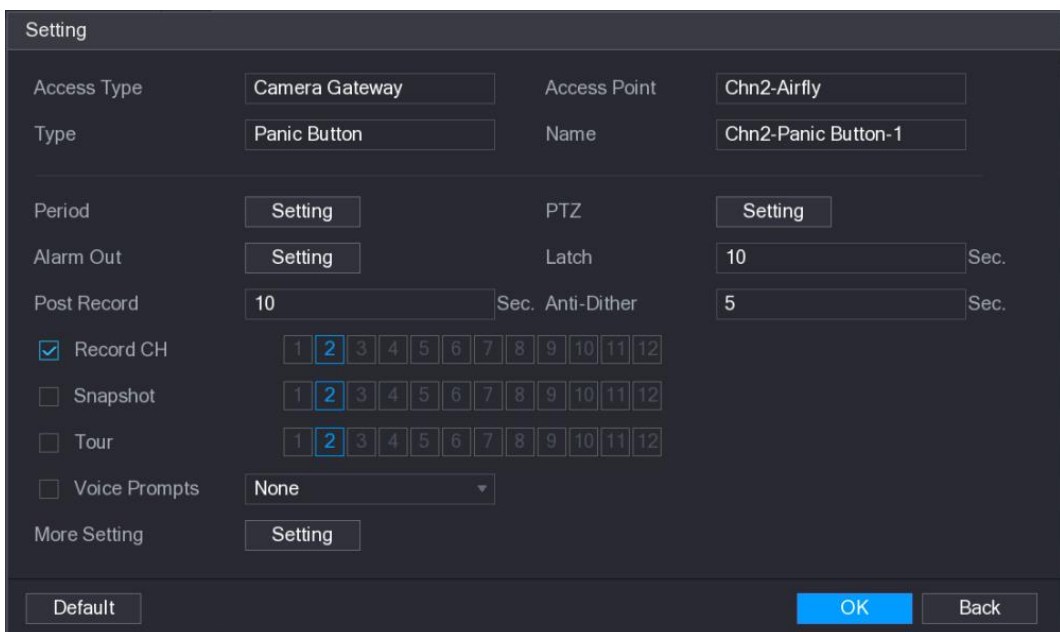 Setting
Access Type Camera Gateway Access Point Chn2-Airfly
Type Panic Button Name Chn2-Panic Button-1
Period Setting PTZ Setting
Alarm Out Setting Latch 10 Sec.
Post Record 10 Sec. Anti-Dither 5 Sec.
Record CH 1 2 3 4 5 6 7 8 9 10 11 12
Snapshot 1 2 3 4 5 6 7 8 9 10 11 12
Tour 1 2 3 4 5 6 7 8 9 10 11 12
Voice Prompts None
More Setting Setting
Default OK Back